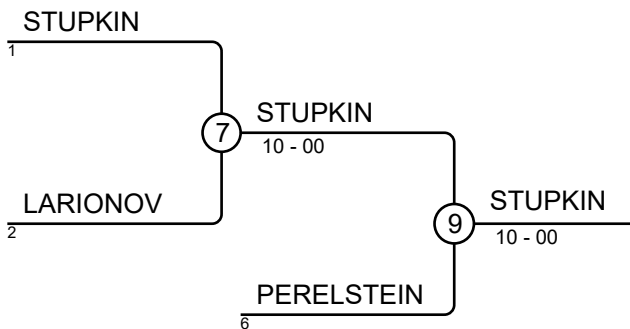 STUPKIN
1
7
STUPKIN
10 - 00
LARIONOV
2
9
STUPKIN
10 - 00
PERELSTEIN
6